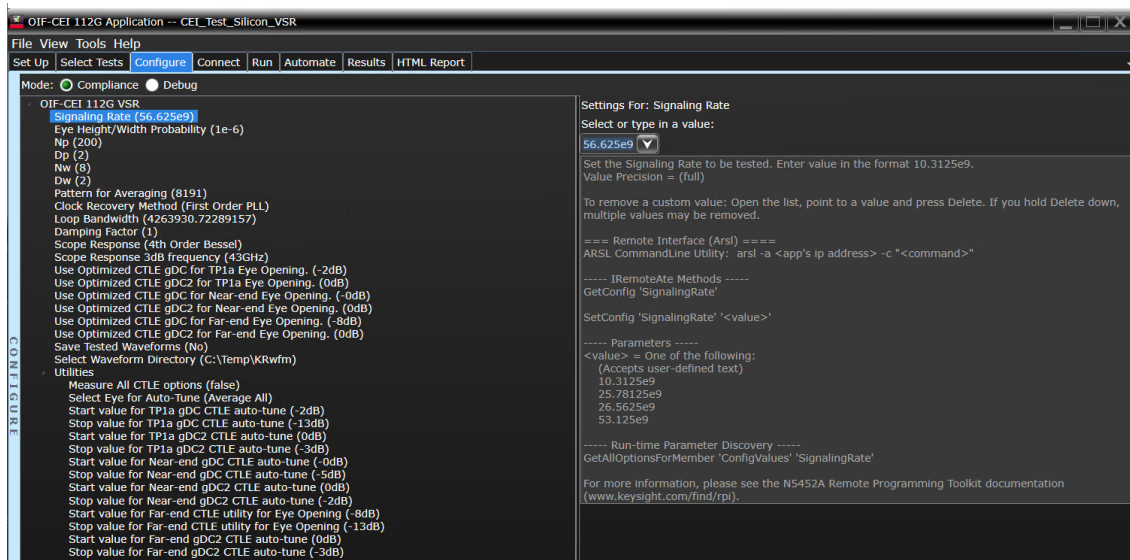 OIF-CEI 112G Application -- CEI_Test_Silicon_VSR
File View Tools Help
Set Up Select Tests Configure Connect Run Automate Results HTML Report
Mode: Compliance Debug
OIF-CEI 112G VSR
Signaling Rate (56.625e9)
Eye Height/Width Probability (1e-6)
Np (200)
Dp (2)
Nw (8)
Dw (2)
Pattern for Averaging (8191)
Clock Recovery Method (First Order PLL)
Loop Bandwidth (4263930.72289157)
Damping Factor (1)
Scope Response (4th Order Bessel)
Scope Response 3dB frequency (43GHz)
Use Optimized CTLE gDC for TP1a Eye Opening. (-2dB)
Use Optimized CTLE gDC2 for TP1a Eye Opening. (0dB)
Use Optimized CTLE gDC for Near-end Eye Opening. (-0dB)
Use Optimized CTLE gDC2 for Near-end Eye Opening. (0dB)
Use Optimized CTLE gDC for Far-end Eye Opening. (-8dB)
Use Optimized CTLE gDC2 for Far-end Eye Opening. (0dB)
Save Tested Waveforms (No)
Select Waveform Directory (C:\Temp\KRwfm)
Utilities
Measure All CTLE options (false)
Select Eye for Auto-Tune (Average All)
Start value for TP1a gDC CTLE auto-tune (-2dB)
Stop value for TP1a gDC CTLE auto-tune (-13dB)
Start value for TP1a gDC2 CTLE auto-tune (0dB)
Stop value for TP1a gDC2 CTLE auto-tune (-3dB)
Start value for Near-end gDC CTLE auto-tune (-0dB)
Stop value for Near-end gDC CTLE auto-tune (-5dB)
Start value for Near-end gDC2 CTLE auto-tune (0dB)
Stop value for Near-end gDC2 CTLE auto-tune (-2dB)
Start value for Far-end CTLE utility for Eye Opening (-8dB)
Stop value for Far-end CTLE utility for Eye Opening (-13dB)
Start value for Far-end gDC2 CTLE auto-tune (0dB)
Stop value for Far-end gDC2 CTLE auto-tune (-3dB)
CONFIGURE
Settings For: Signaling Rate
Select or type in a value:
56.625e9
Set the Signaling Rate to be tested. Enter value in the format 10.3125e9.
Value Precision = (full)
To remove a custom value: Open the list, point to a value and press Delete. If you hold Delete down,
multiple values may be removed.
=== Remote Interface (Arsl) ====
ARSL CommandLine Utility: arsl -a <app's ip address> -c "<command>"
----- IRemoteAte Methods -----
GetConfig 'SignalingRate'
SetConfig 'SignalingRate' '<value>'
----- Parameters -----
<value> = One of the following:
(Accepts user-defined text)
10.3125e9
25.78125e9
26.5625e9
53.125e9
----- Run-time Parameter Discovery -----
GetAllOptionsForMember 'ConfigValues' 'SignalingRate'
For more information, please see the N5452A Remote Programming Toolkit documentation
(www.keysight.com/find/rpi).